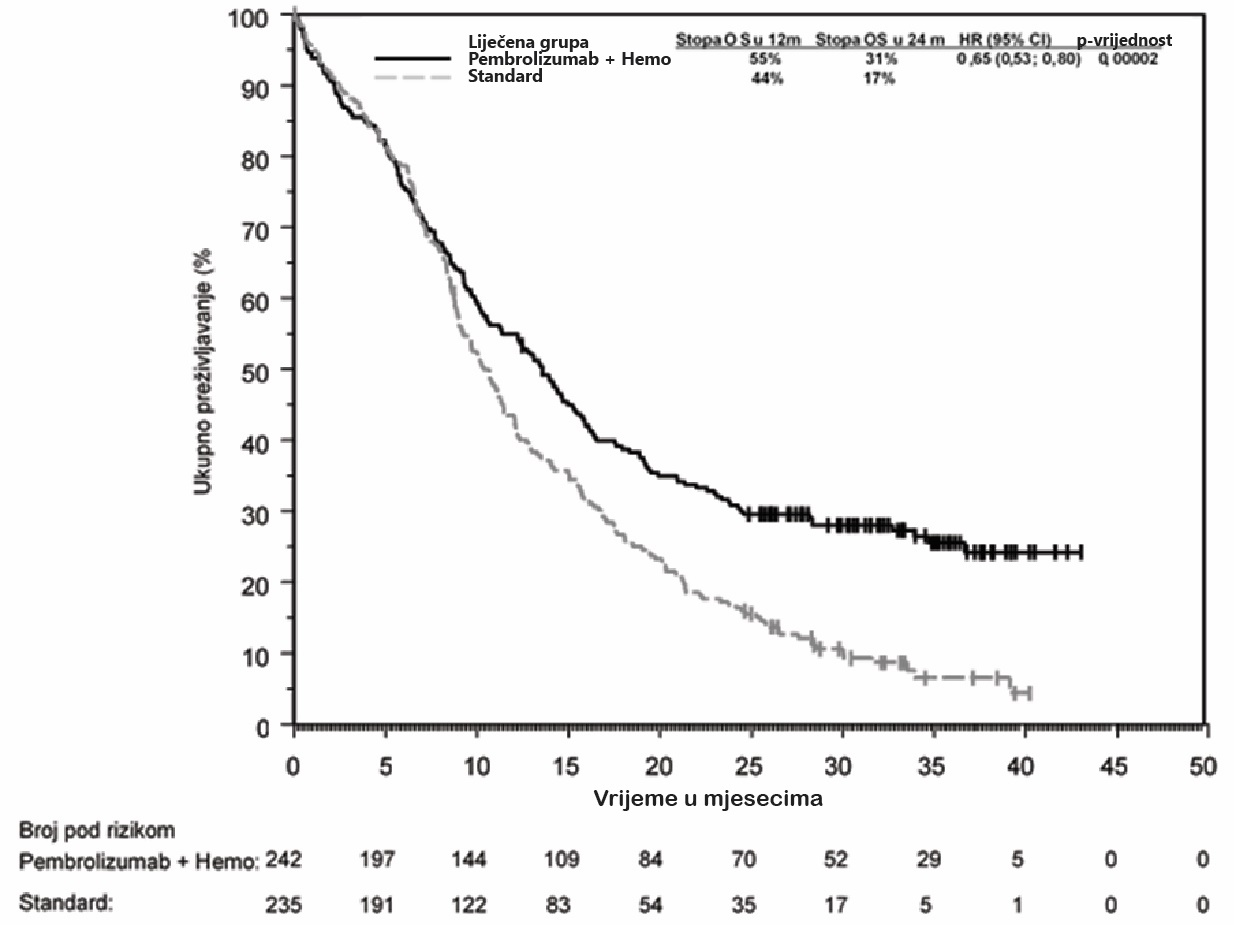 Liječena grupa Stopa OS u 12m Stopa OS u 24 m HR (95% CI) p-vrijednost
Pembrolizumab + Hemo 55% 31% 0,65 (0,53; 0,80) 0,00002
Standard 44% 17%
Ukupno preživljavanje (%
100
90
80
70
60
50
40
30
20
10
0
0 5 10 15 20 25 30 35 40 45 50
Vrijeme u mjesecima
Broj pod rizikom
Pembrolizumab + Hemo: 242 197 144 109 84 70 52 29 5 0 0
Standard: 235 191 122 83 54 35 17 5 1 0 0